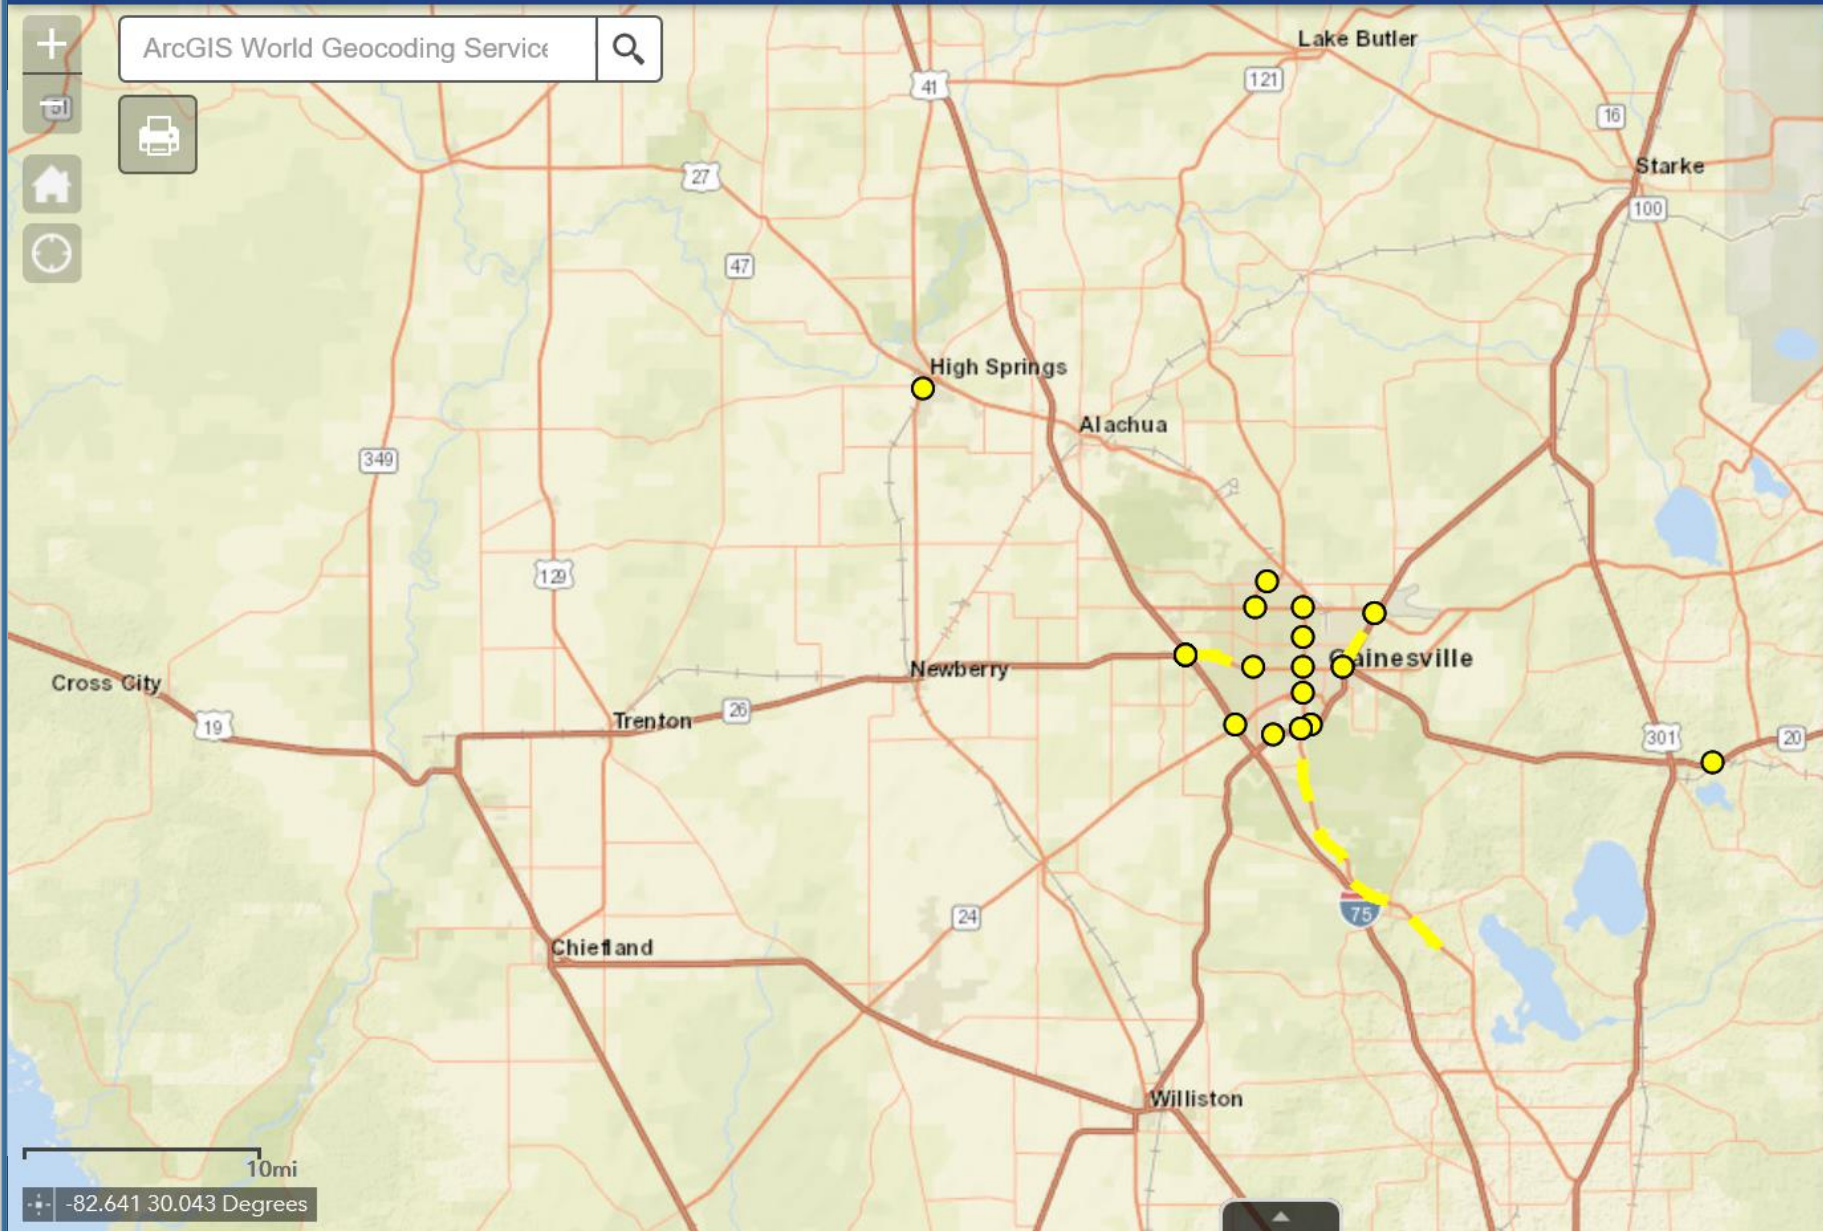 ArcGIS World Geocoding Service
Lake Butler
41
121
51
16
Starke
27
100
47
High Springs
Alachua
349
129
Gainesville
Newberry
Cross City
26
Trenton
19
301
20
75
24
Chiefland
Williston
10mi
-82.641 30.043 Degrees